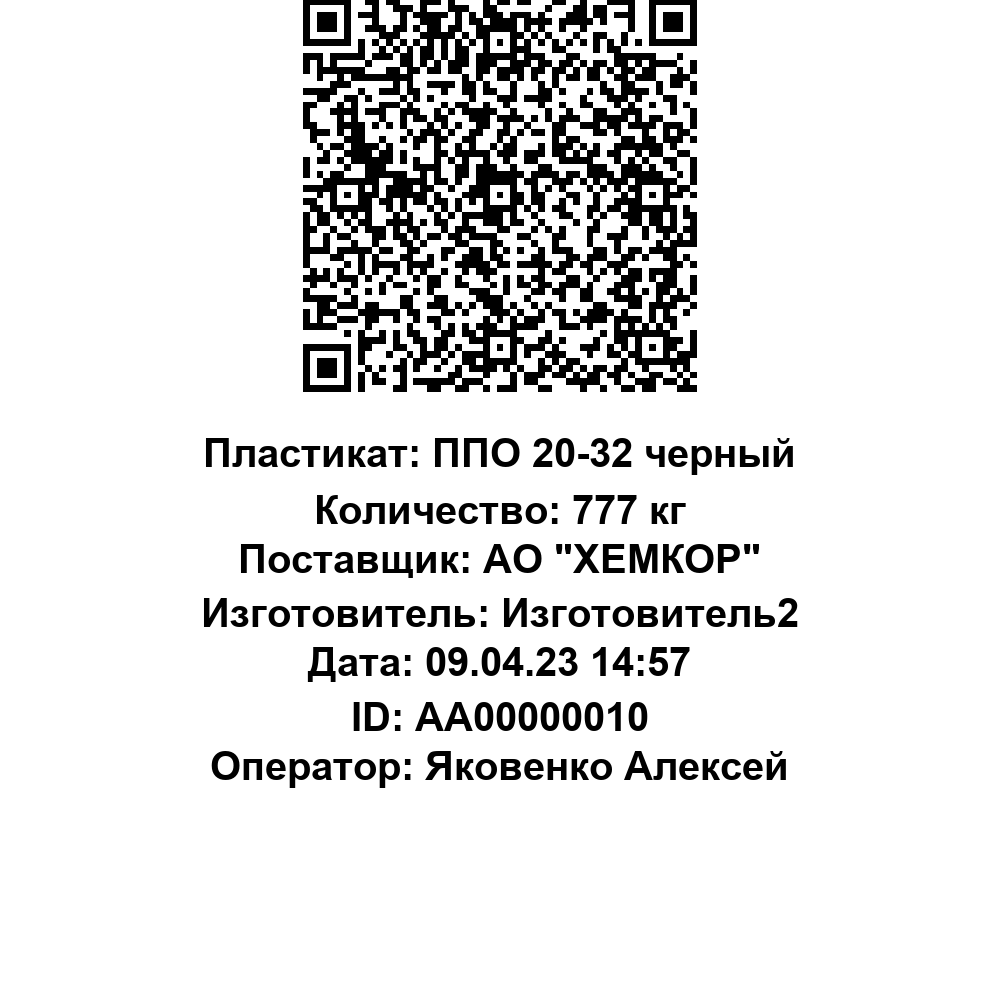 Пластикат: ППО 20-32 черный
Количество: 777 кг
Поставщик: АО "ХЕМКОР"
Изготовитель: Изготовитель2
Дата: 09.04.23 14:57
ID: AA00000010
Оператор: Яковенко Алексей